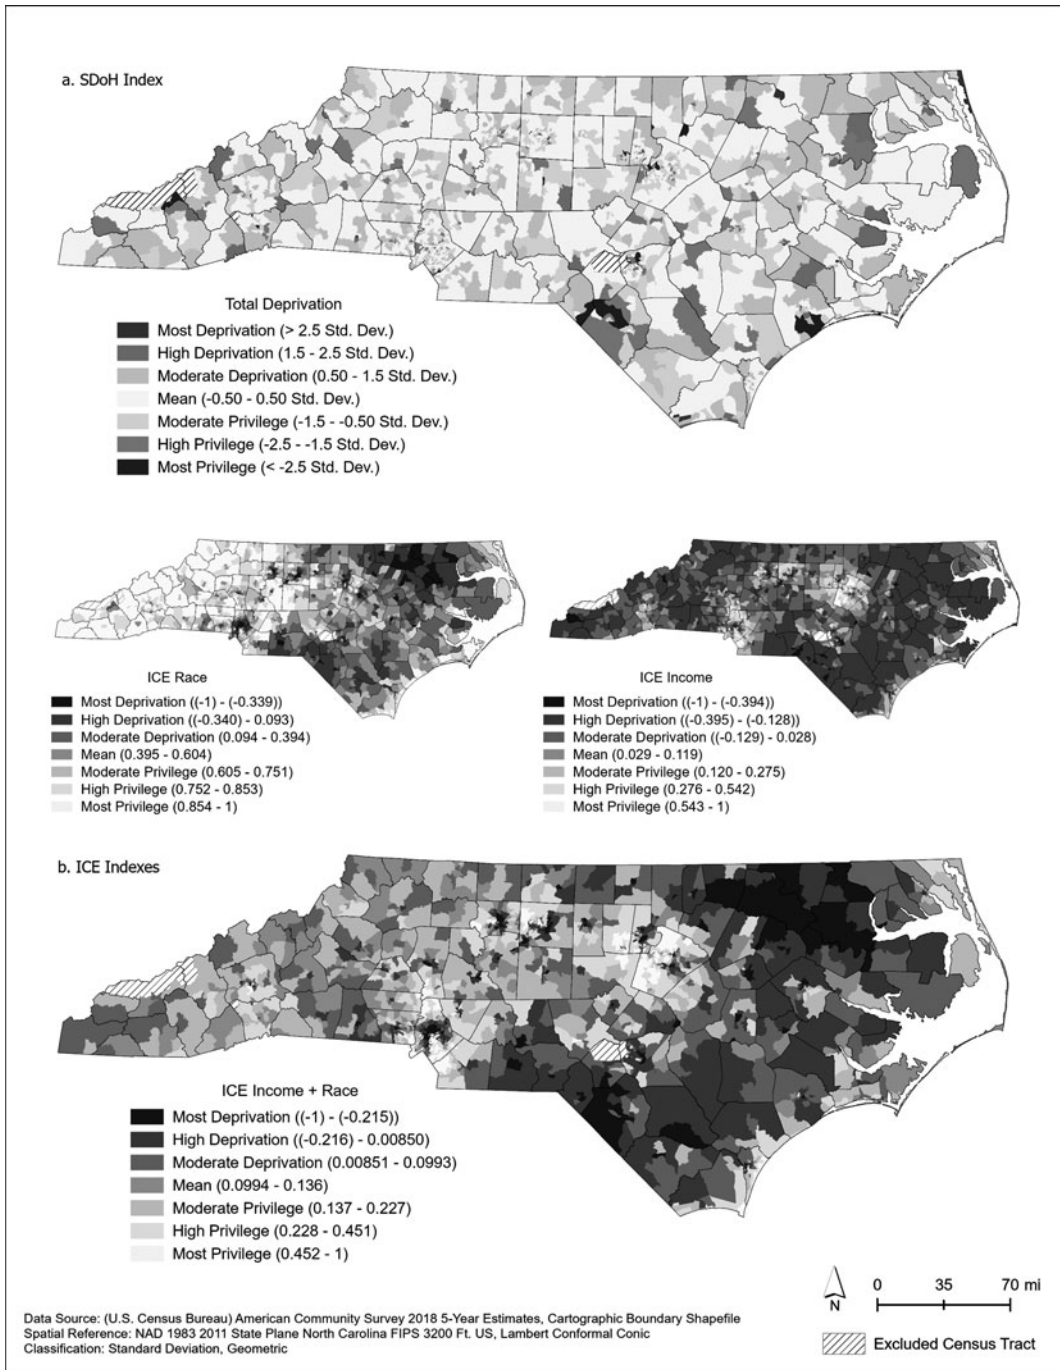 a. SDoH Index
Total Deprivation
Most Deprivation (> 2.5 Std. Dev.)
High Deprivation (1.5 - 2.5 Std. Dev.)
Moderate Deprivation (0.50 - 1.5 Std. Dev.)
Mean (-0.50 - 0.50 Std. Dev.)
Moderate Privilege (-1.5 - -0.50 Std. Dev.)
High Privilege (-2.5 - -1.5 Std. Dev.)
Most Privilege (< -2.5 Std. Dev.)
ICE Race
Most Deprivation ((-1) - (-0.339))
High Deprivation ((-0.340) - 0.093)
Moderate Deprivation (0.094 - 0.394)
Mean (0.395 - 0.604)
Moderate Privilege (0.605 - 0.751)
High Privilege (0.752 - 0.853)
Most Privilege (0.854 - 1)
ICE Income
Most Deprivation ((-1) - (-0.394))
High Deprivation ((-0.395) - (-0.128))
Moderate Deprivation ((-0.129) - 0.028)
Mean (0.029 - 0.119)
Moderate Privilege (0.120 - 0.275)
High Privilege (0.276 - 0.542)
Most Privilege (0.543 - 1)
b. ICE Indexes
ICE Income + Race
Most Deprivation ((-1) - (-0.215))
High Deprivation ((-0.216) - 0.00850)
Moderate Deprivation (0.00851 - 0.0993)
Mean (0.0994 - 0.136)
Moderate Privilege (0.137 - 0.227)
High Privilege (0.228 - 0.451)
Most Privilege (0.452 - 1)
N
0 35 70 mi
Excluded Census Tract
Data Source: (U.S. Census Bureau) American Community Survey 2018 5-Year Estimates, Cartographic Boundary Shapefile
Spatial Reference: NAD 1983 2011 State Plane North Carolina FIPS 3200 Ft. US, Lambert Conformal Conic
Classification: Standard Deviation, Geometric